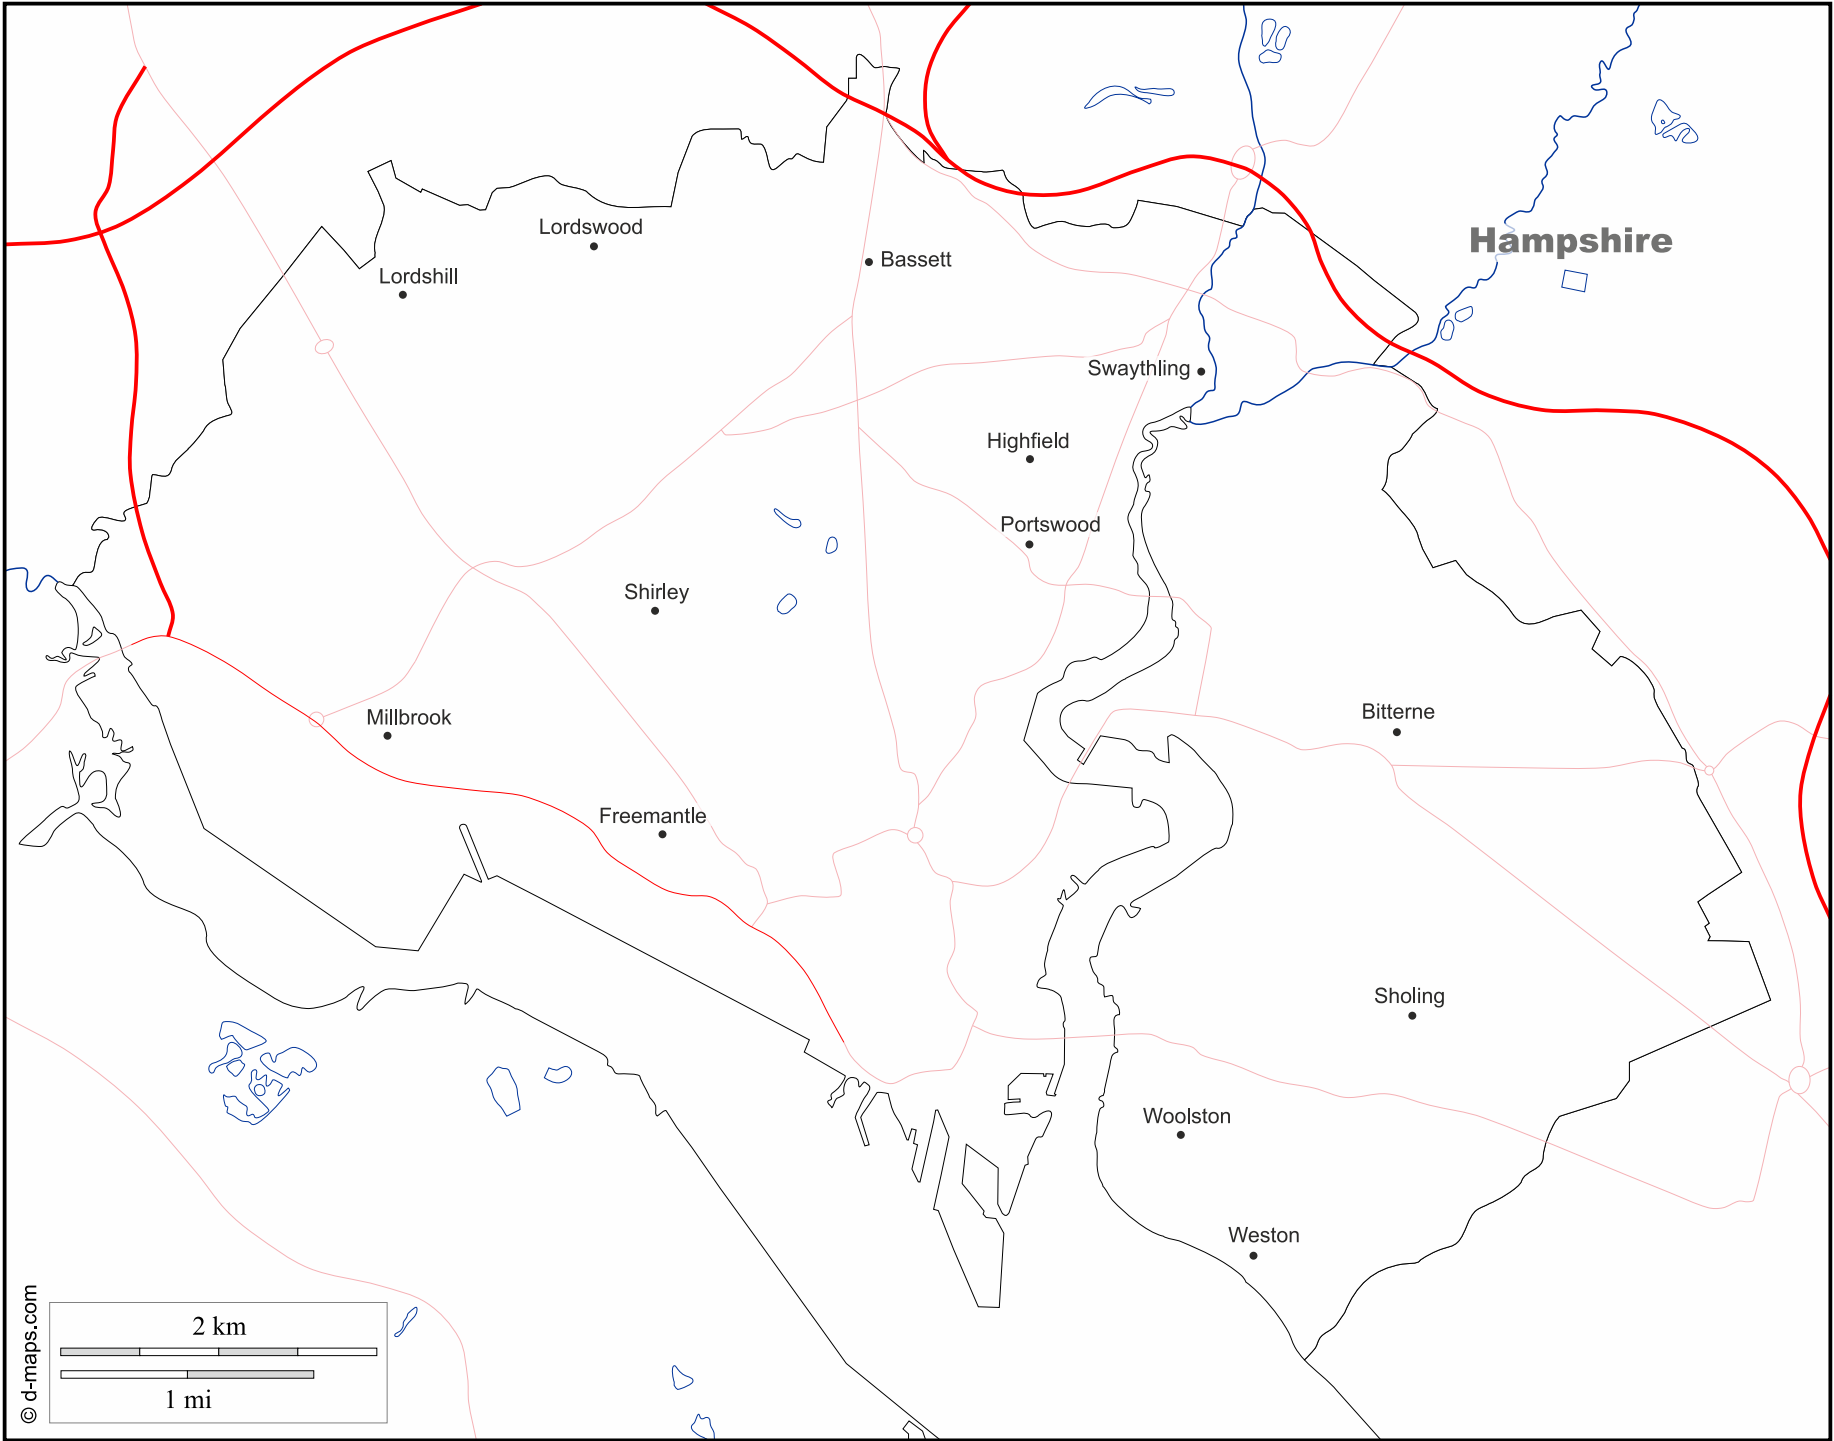 Lordswood
Hampshire
Bassett
Lordshill
Swaythling
Highfield
Portswood
Shirley
Bitterne
Millbrook
Freemantle
Sholing
Woolston
Weston
2 km
1 mi
© d-maps.com